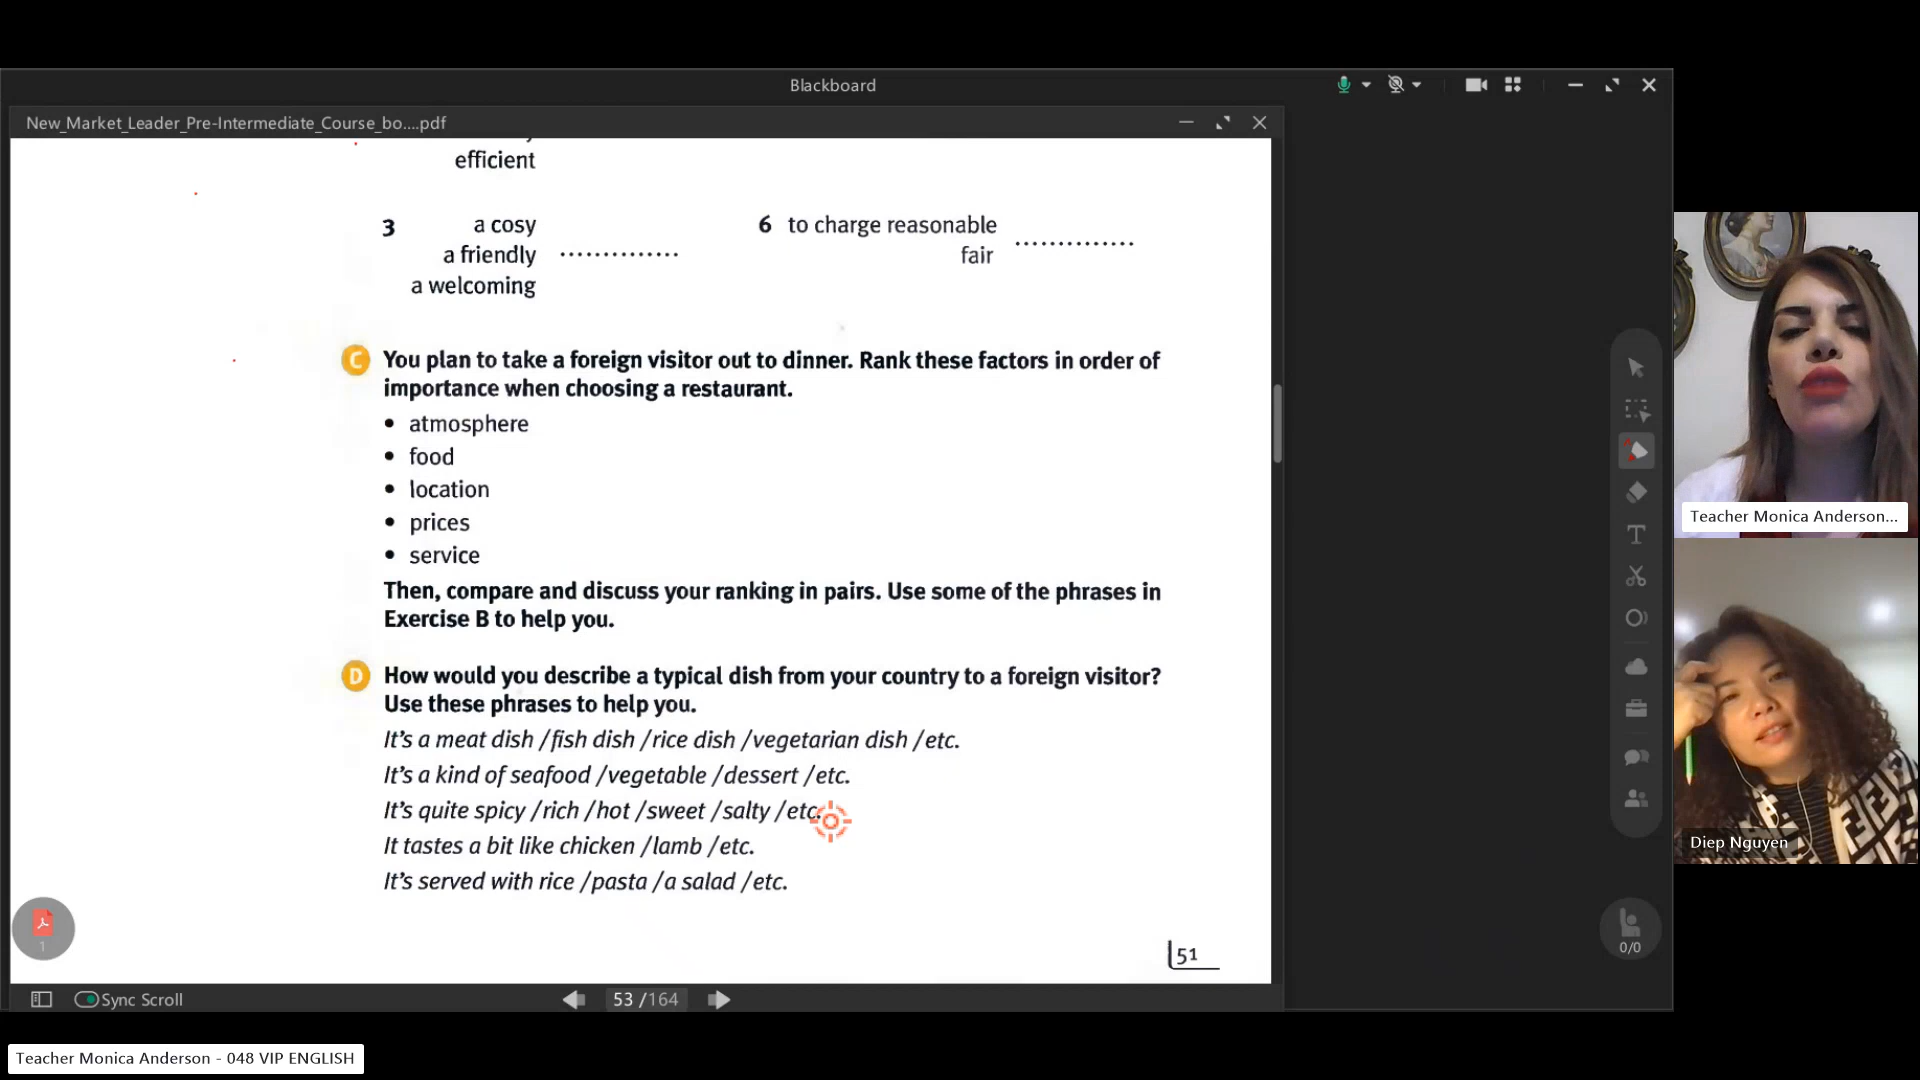 Blackboard
New_Market_Leader_Pre-Intermediate_Course_bo....pdf
efficient
3 a cosy
a friendly ..............
a welcoming
6 to charge reasonable ..............
fair
C You plan to take a foreign visitor out to dinner. Rank these factors in order of
importance when choosing a restaurant.
• atmosphere
• food
• location
• prices
• service
Then, compare and discuss your ranking in pairs. Use some of the phrases in
Exercise B to help you.
D How would you describe a typical dish from your country to a foreign visitor?
Use these phrases to help you.
It's a meat dish /fish dish /rice dish /vegetarian dish /etc.
It's a kind of seafood /vegetable /dessert /etc.
It's quite spicy /rich /hot /sweet /salty /etc.
It tastes a bit like chicken /lamb /etc.
It's served with rice /pasta /a salad /etc.
51
1
Sync Scroll
53 /164
0/0
Teacher Monica Anderson...
Diep Nguyen
Teacher Monica Anderson - 048 VIP ENGLISH